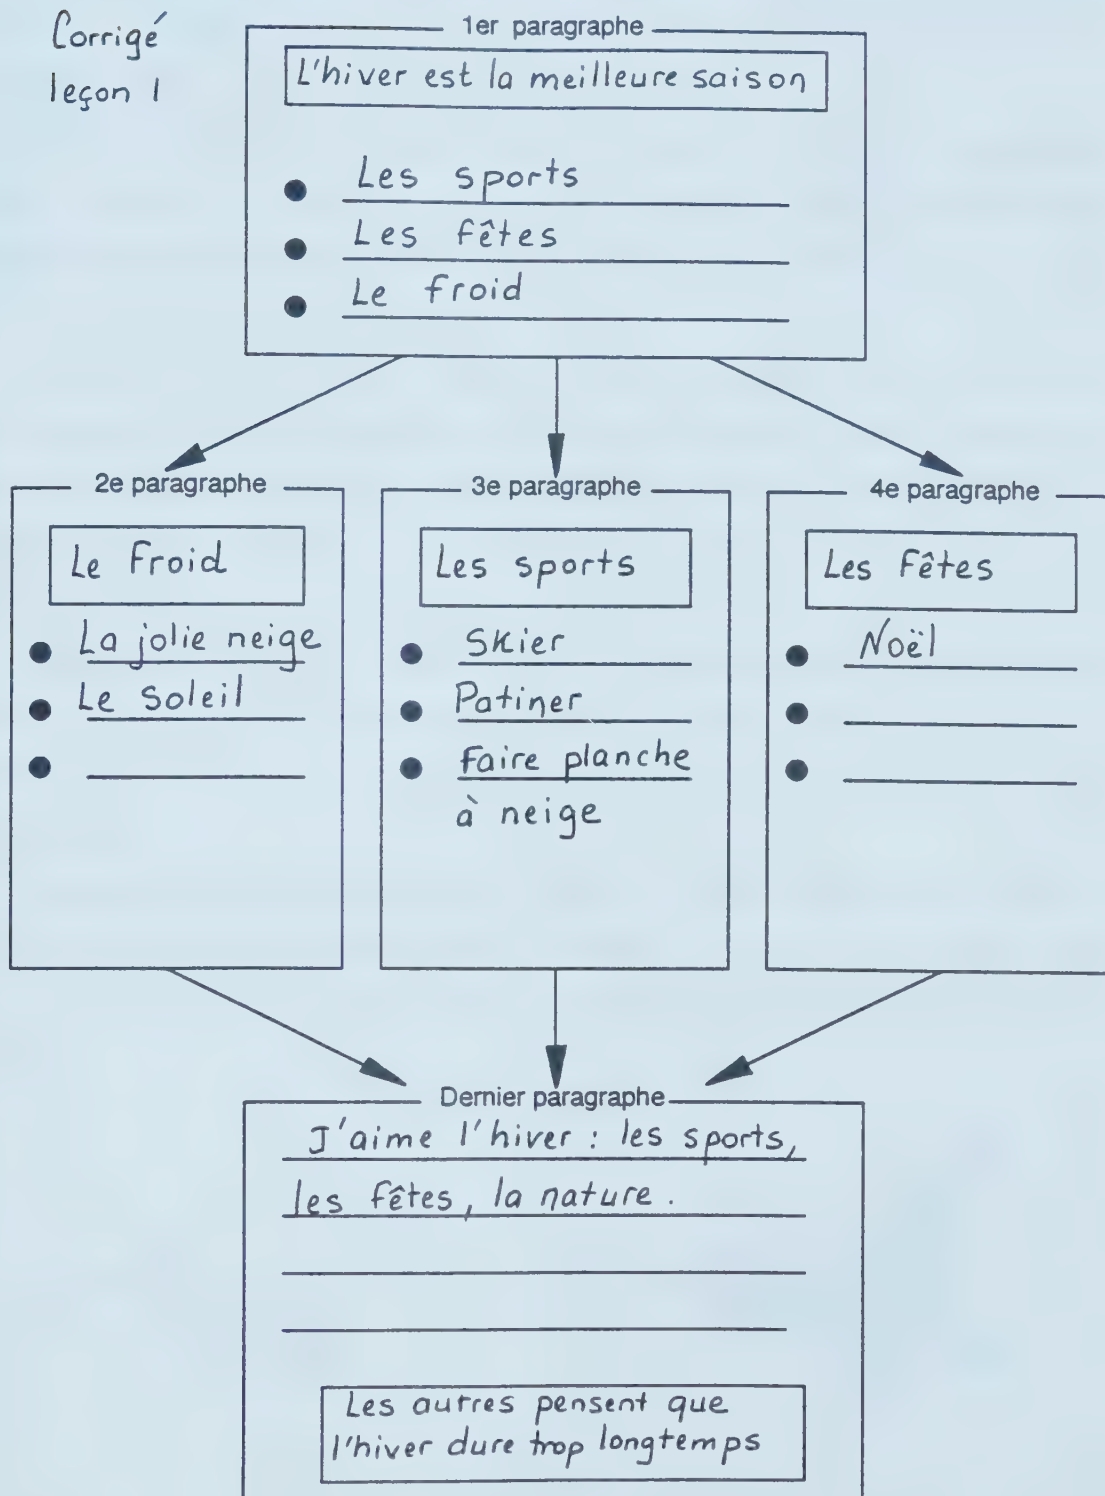 Corrigé
leçon 1
1er paragraphe
L'hiver est la meilleure saison
Les sports
Les fêtes
Le froid
2e paragraphe
Le Froid
La jolie neige
Le soleil
3e paragraphe
Les sports
Skier
Patiner
Faire planche
à neige
4e paragraphe
Les Fêtes
Noël
Dernier paragraphe
J'aime l'hiver : les sports,
les fêtes, la nature.
Les autres pensent que
l'hiver dure trop longtemps